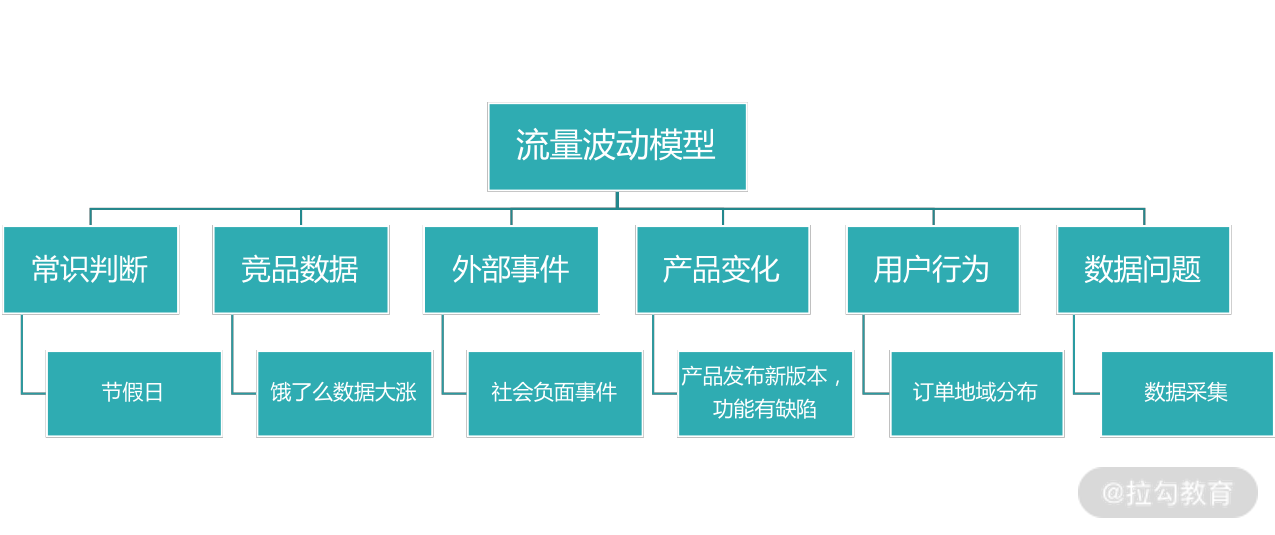 流量波动模型
常识判断
竞品数据
外部事件
产品变化
用户行为
数据问题
节假日
饿了么数据大涨
社会负面事件
产品发布新版本，
功能有缺陷
订单地域分布
数据采集
@拉勾教育